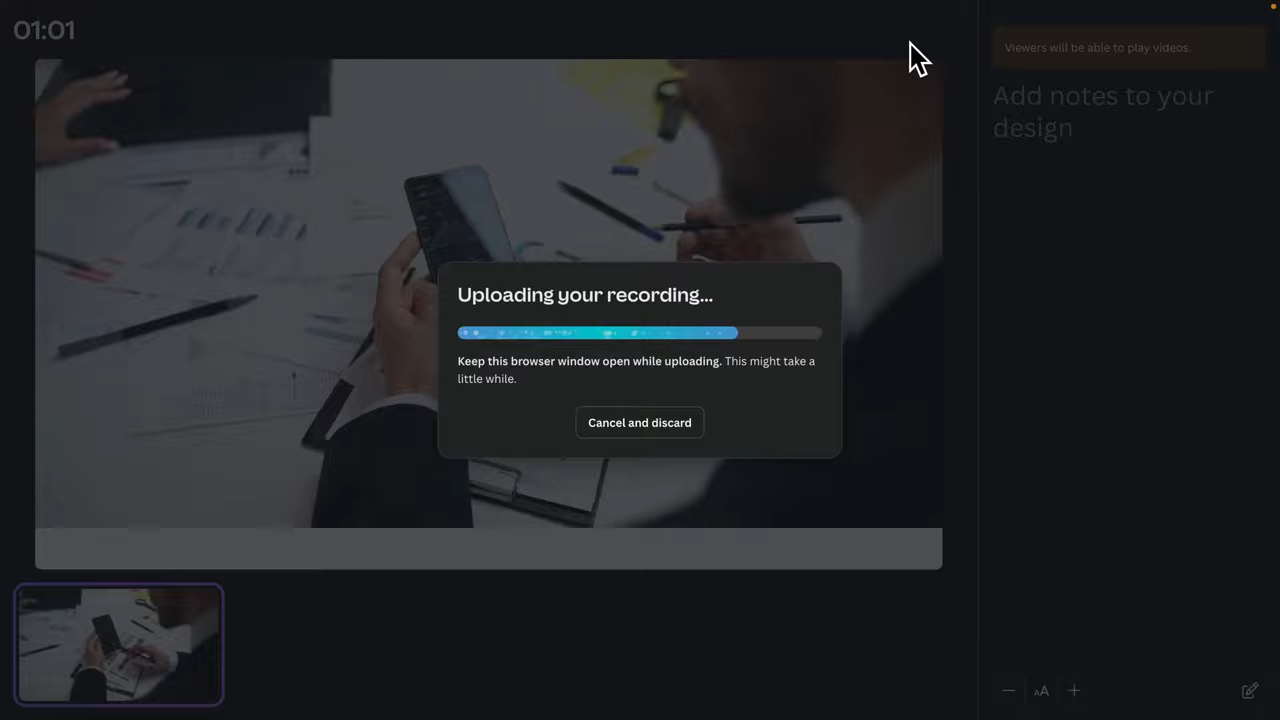 01:01
Viewers will be able to play videos.
Add notes to your
design
Uploading your recording...
Keep this browser window open while uploading. This might take a
little while.
Cancel and discard
AA